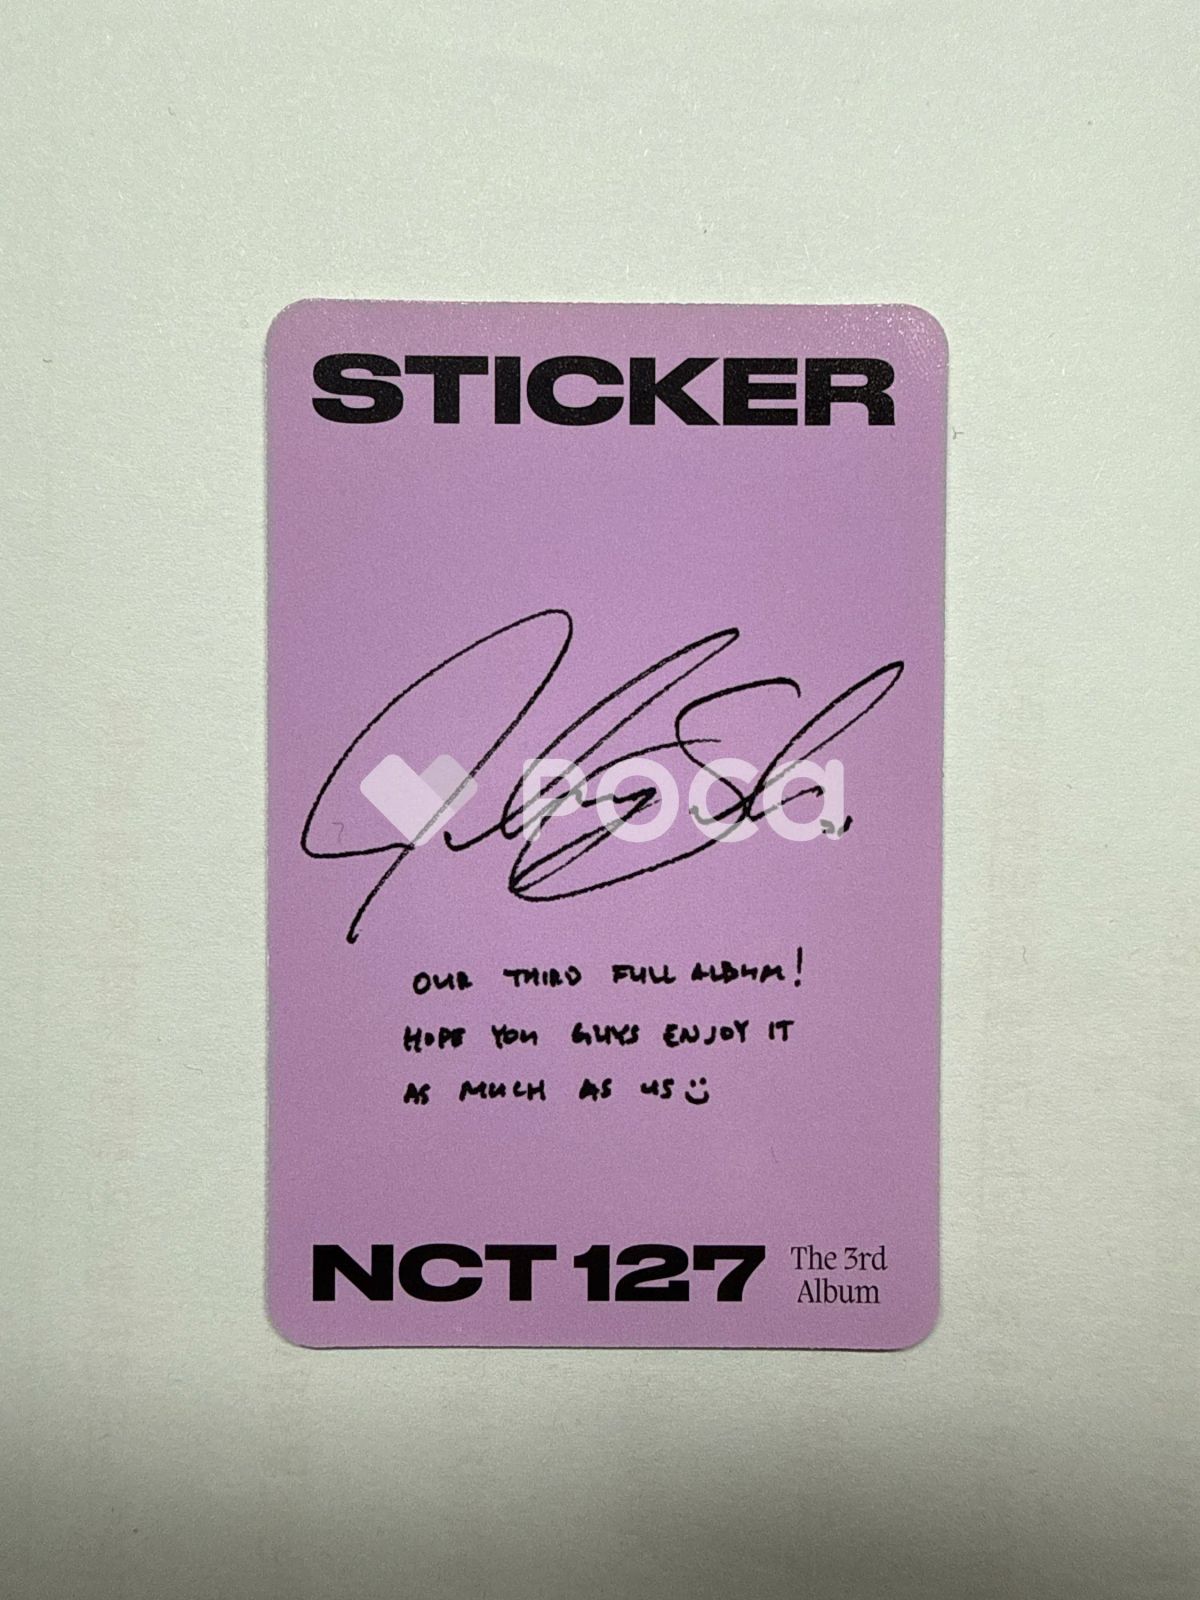 STICKER
POCA
OUR THIRD FULL ALBUM!
HOPE YOU GUYS ENJOY IT
AS MUCH AS US
NCT 127
The 3rd
Album